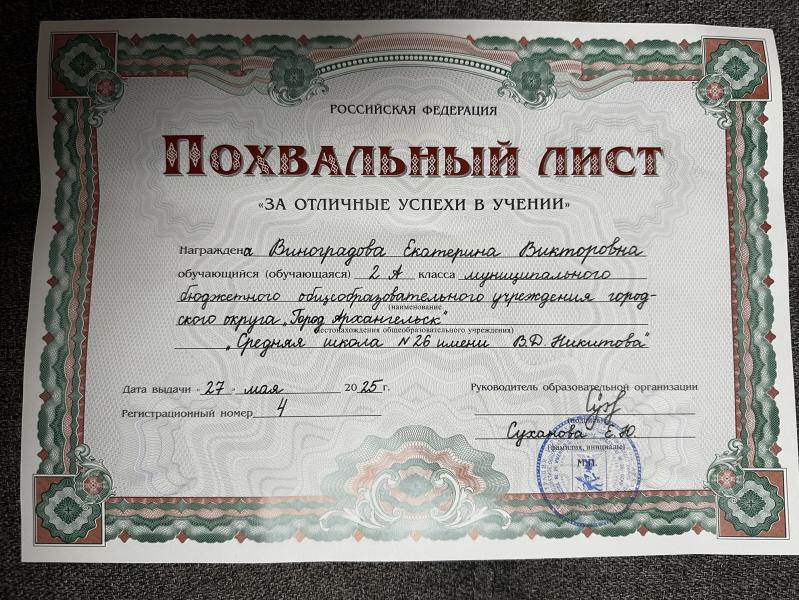 РОССИЙСКАЯ ФЕДЕРАЦИЯ
ПОХВАЛЬНЫЙ ЛИСТ
«ЗА ОТЛИЧНЫЕ УСПЕХИ В УЧЕНИИ»
Награждена Виноградова Екатерина Викторовна
обучающийся (обучающаяся) 2 А класса муниципального
бюджетного общеобразовательного учреждения город-
(наименование
ского округа „Город Архангельск"
местонахождения общеобразовательного учреждения)
„Средняя школа №26 имени В.Д. Никитова"
Дата выдачи « 27 » мая 2025 г.
Руководитель образовательной организации
Регистрационный номер 4
(подпись)
Суханова Е.Ю
(фамилия, инициалы)
М.П.